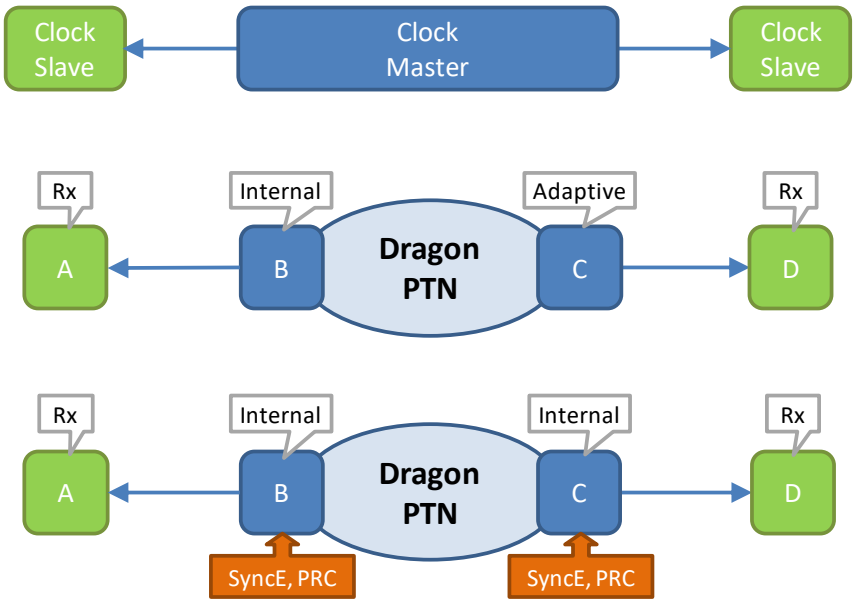 Clock
Slave
Clock
Master
Clock
Slave
Rx
Internal
Adaptive
Rx
A
B
Dragon
PTN
C
D
Rx
Internal
Internal
Rx
A
B
Dragon
PTN
C
D
SyncE, PRC
SyncE, PRC